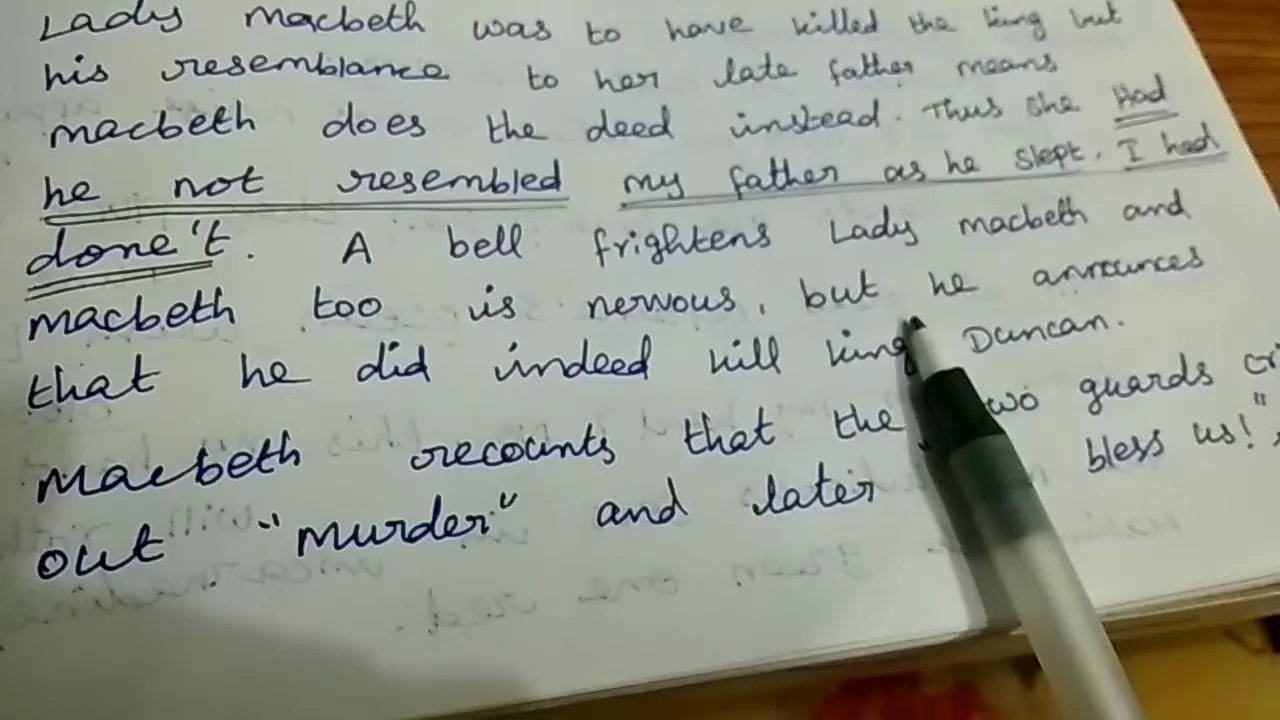 Lady Macbeth was to have killed the king but
his resemblance to her late father means
macbeth does the deed instead. Thus she Had
he not resembled my father as he slept, I had
done't. A bell frightens Lady macbeth and
macbeth too is nervous, but he announces
that he did indeed kill king Duncan.
Macbeth recounts that the two guards
out "murder" and later bless us!"